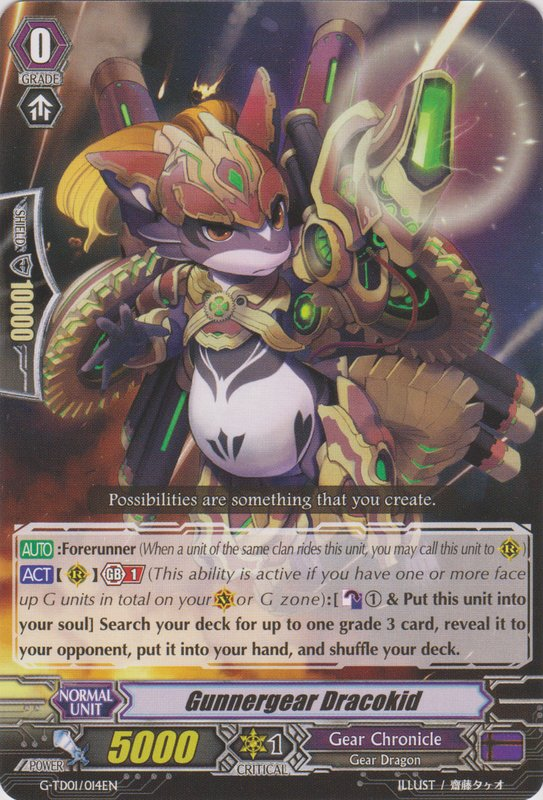 0
GRADE
SHIELD
10000
Possibilities are something that you create.
AUTO :Forerunner (When a unit of the same clan rides this unit, you may call this unit to R)
ACT [R] GB 1 (This ability is active if you have one or more face
up G units in total on your V or G zone):[ ① & Put this unit into
your soul] Search your deck for up to one grade 3 card, reveal it to
your opponent, put it into your hand, and shuffle your deck.
NORMAL
UNIT
Gunnergear Dracokid
POWER
5000
1
CRITICAL
Gear Chronicle
Gear Dragon
G-TD01/014EN
ILLUST / 齋藤タヶオ